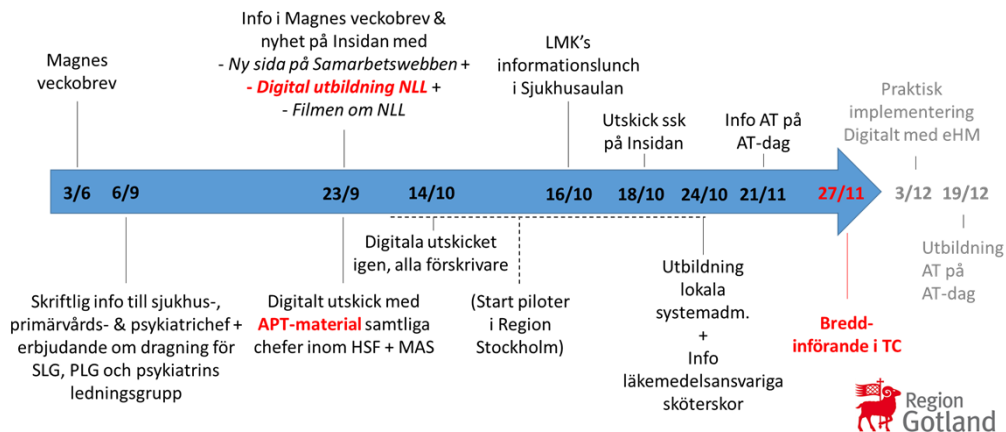 Magnes
veckobrev
Info i Magnes veckobrev &
nyhet på Insidan med
- Ny sida på Samarbetswebben +
- Digital utbildning NLL +
- Filmen om NLL
LMK's
informationslunch
i Sjukhusaulan
Utskick ssk
på Insidan
Info AT på
AT-dag
Praktisk
implementering
Digitalt med eHM
3/6 6/9 23/9 14/10 16/10 18/10 24/10 21/11 27/11 3/12 19/12
Skriftlig info till sjukhus-,
primärvårds- & psykiatrichef +
erbjudande om dragning för
SLG, PLG och psykiatrins
ledningsgrupp
Digitalt utskick med
APT-material samtliga
chefer inom HSF + MAS
Digitala utskicket
igen, alla förskrivare
(Start piloter
i Region
Stockholm)
Utbildning
lokala
systemadm.
+
Info
läkemedelsansvariga
sköterskor
Bredd-
införande i TC
Utbildning
AT på
AT-dag
Region
Gotland